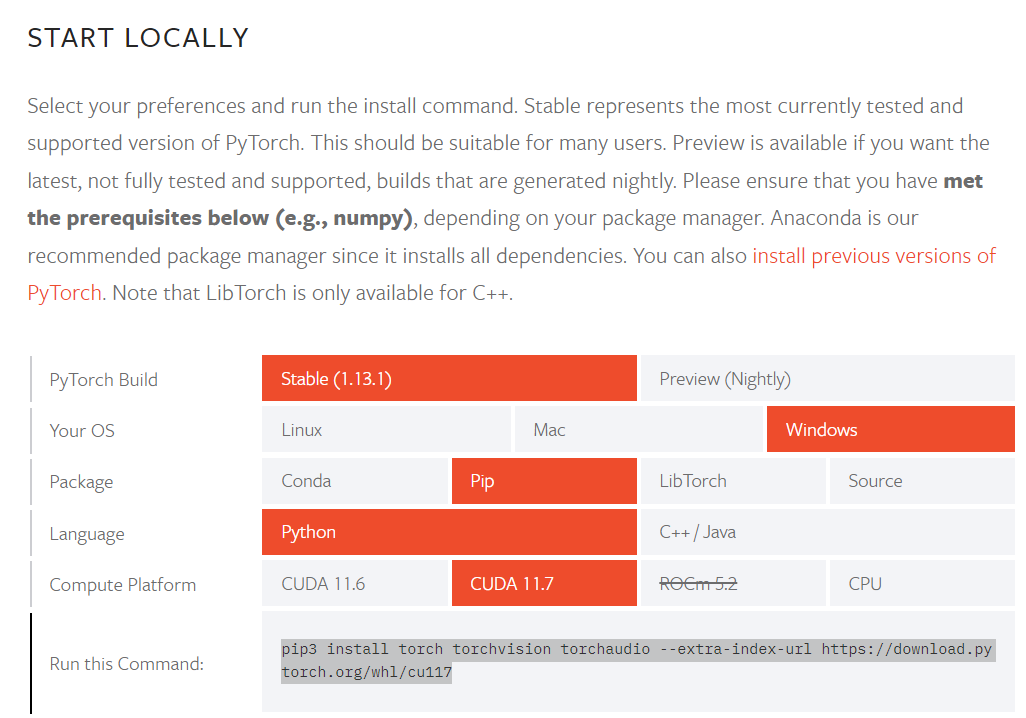 START LOCALLY
Select your preferences and run the install command. Stable represents the most currently tested and
supported version of PyTorch. This should be suitable for many users. Preview is available if you want the
latest, not fully tested and supported, builds that are generated nightly. Please ensure that you have met
the prerequisites below (e.g., numpy), depending on your package manager. Anaconda is our
recommended package manager since it installs all dependencies. You can also install previous versions of
PyTorch. Note that LibTorch is only available for C++.
PyTorch Build Stable (1.13.1) Preview (Nightly)
Your OS Linux Mac Windows
Package Conda Pip LibTorch Source
Language Python C++ / Java
Compute Platform CUDA 11.6 CUDA 11.7 ROCm 5.2 CPU
Run this Command: pip3 install torch torchvision torchaudio --extra-index-url https://download.py
torch.org/whl/cu117